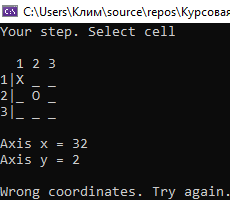 C:\Users\Клим\source\repos\Курсовая
Your step. Select cell
1 2 3
1|X _ _
2|_ O _
3|_ _ _
Axis x = 32
Axis y = 2
Wrong coordinates. Try again.